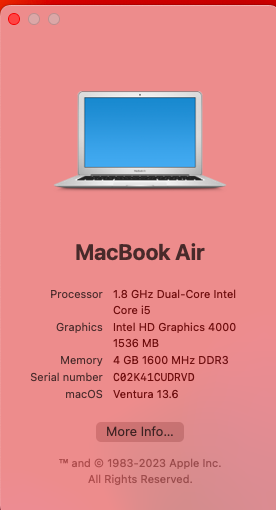 MacBook Air
Processor 1.8 GHz Dual-Core Intel
Core i5
Graphics Intel HD Graphics 4000
1536 MB
Memory 4 GB 1600 MHz DDR3
Serial number C02K41CUDRVD
macOS Ventura 13.6
More Info...
™ and © 1983-2023 Apple Inc.
All Rights Reserved.